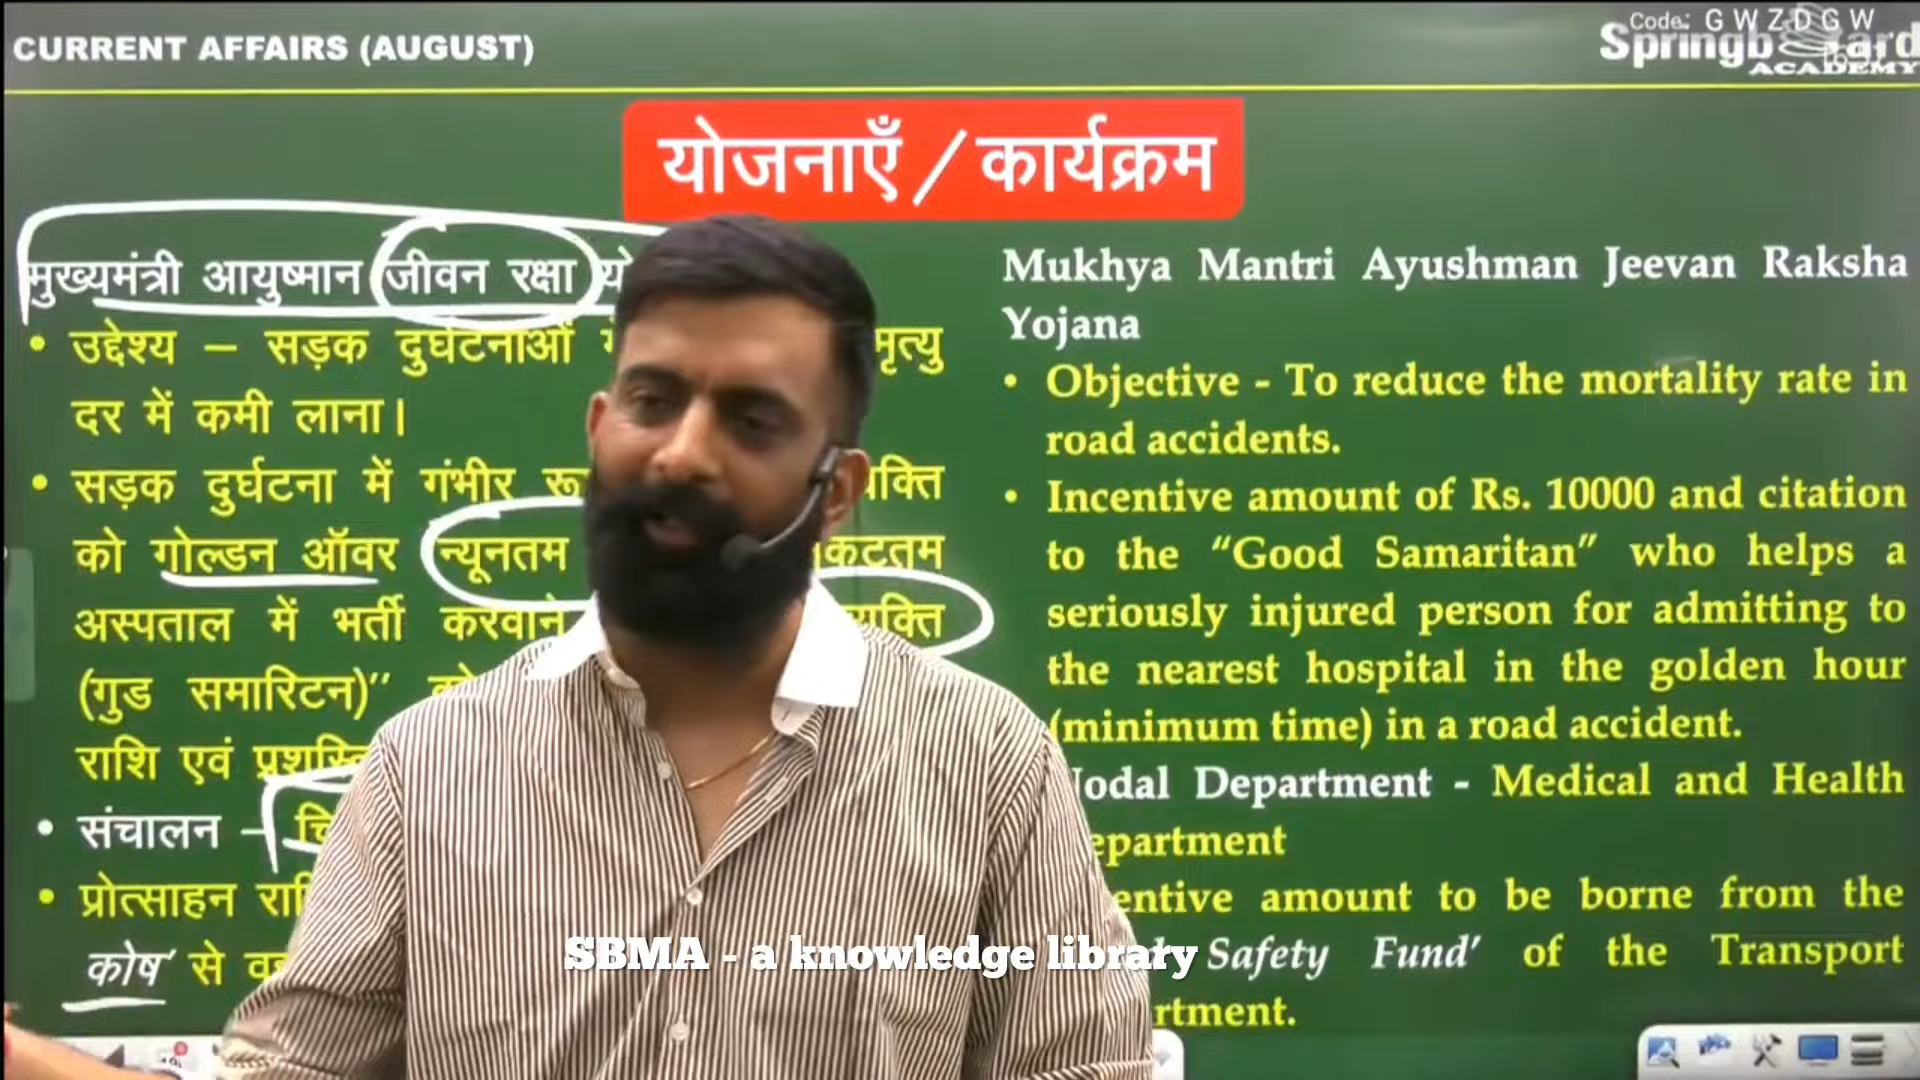 CURRENT AFFAIRS (AUGUST)
Code: G W Z D G W
Springboard
ACADEMY
योजनाएँ / कार्यक्रम
मुख्यमंत्री आयुष्मान जीवन रक्षा
• उद्देश्य – सड़क दुर्घटनाओं मृत्यु
दर में कमी लाना।
• सड़क दुर्घटना में गंभीर
को गोल्डन ऑवर न्यूनतम
अस्पताल में भर्ती करवाने
(गुड समारिटन)”
राशि एवं
• संचालन –
• प्रोत्साहन
कोष’ से
Mukhya Mantri Ayushman Jeevan Raksha
Yojana
• Objective - To reduce the mortality rate in
road accidents.
• Incentive amount of Rs. 10000 and citation
to the “Good Samaritan” who helps a
seriously injured person for admitting to
the nearest hospital in the golden hour
(minimum time) in a road accident.
Department - Medical and Health
amount to be borne from the
Safety Fund’ of the Transport
SBMA - a knowledge library